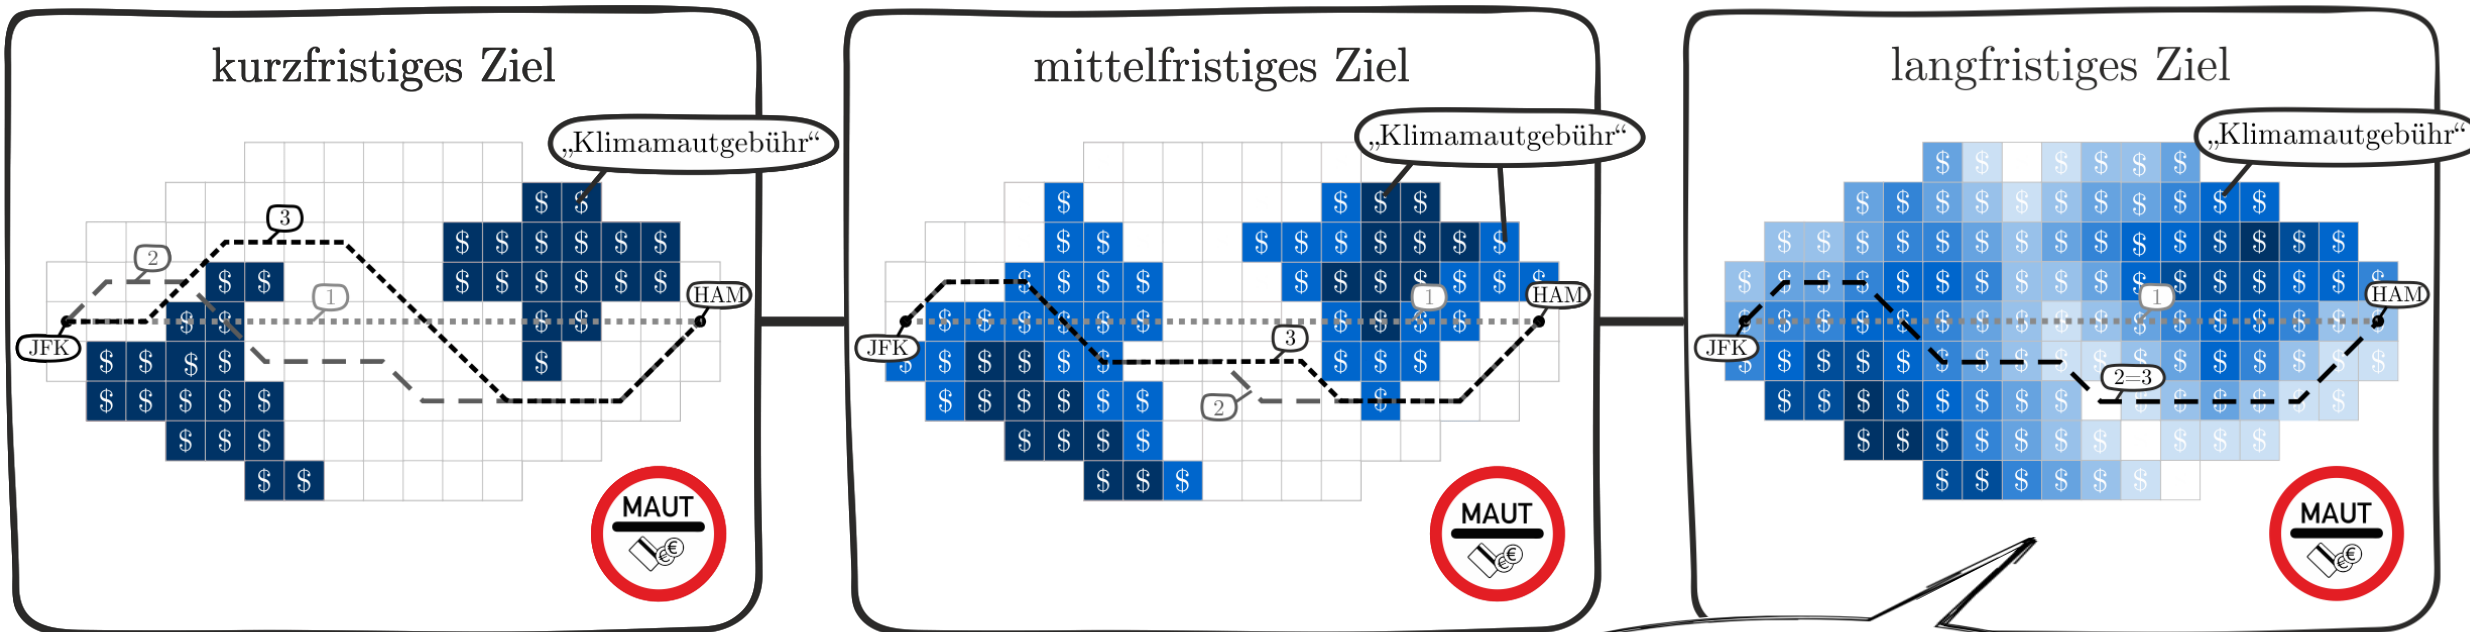 kurzfristiges Ziel
„Klimamautgebühr“
$ $
3
$ $ $ $ $ $
2
$ $ $ $ $ $ $ $
1
HAM
$ $ $ $
JFK
$ $ $ $ $
$ $ $ $ $
$ $ $
$ $
MAUT
€€
mittelfristiges Ziel
„Klimamautgebühr“
$ $ $ $
$ $ $ $ $ $ $ $ $
$ $ $ $ $ $ $ $ $ $ $
1
HAM
$ $ $ $ $ $ $ $ $ $
3
JFK
$ $ $ $ $ $ $ $ $
2
$ $ $ $ $ $ $
$ $ $ $
$ $ $
MAUT
€€
langfristiges Ziel
„Klimamautgebühr“
$ $ $ $ $ $
$ $ $ $ $ $ $ $ $ $ $
$ $ $ $ $ $ $ $ $ $ $ $ $ $ $
$ $ $ $ $ $ $ $ $ $ $ $ $ $ $ $ $
1
HAM
$ $ $ $ $ $ $ $ $ $ $ $ $ $ $ $ $
JFK
$ $ $ $ $ $ $ $ $ $ $ $ $ $ $ $ $
2=3
$ $ $ $ $ $ $ $ $ $ $ $ $ $
$ $ $ $ $ $ $ $ $ $
$ $ $ $ $ $
MAUT
€€